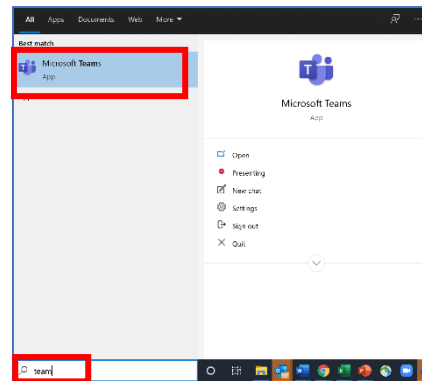 All Apps Documents Web More
Best match
Microsoft Teams
App
Microsoft Teams
App
Open
Presenting
New chat
Settings
Sign out
Quit
team